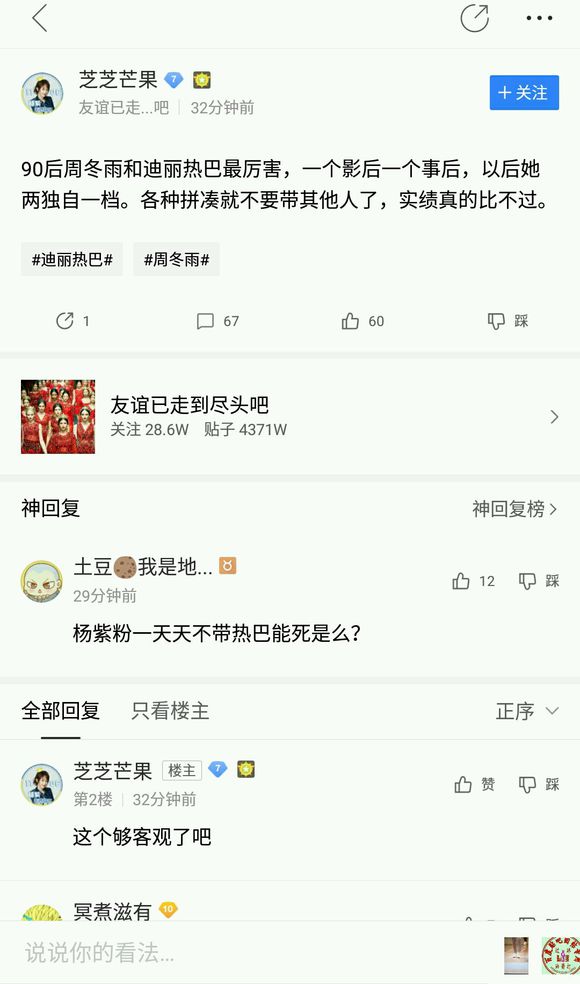 芝芝芒果 7
+ 关注
友谊已走...吧 32分钟前
90后周冬雨和迪丽热巴最厉害，一个影后一个事后，以后她
两独自一档。各种拼凑就不要带其他人了，实绩真的比不过。
#迪丽热巴# #周冬雨#
1 67 60 踩
友谊已走到尽头吧
关注 28.6W 贴子 4371W
神回复 神回复榜
土豆我是地...
12 踩
29分钟前
杨紫粉一天天不带热巴能死是么？
全部回复 只看楼主 正序
芝芝芒果 楼主 7
赞 踩
第2楼 32分钟前
这个够客观了吧
冥煮滋有 10
说说你的看法...